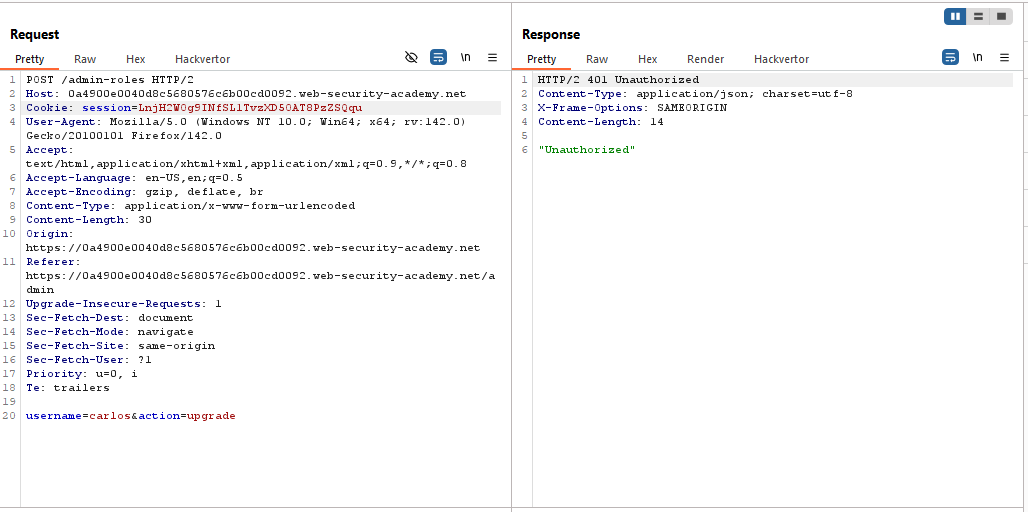 Request
Pretty Raw Hex Hackvertor \n
1 POST /admin-roles HTTP/2
2 Host: 0a4900e0040d8c5680576c6b00cd0092.web-security-academy.net
3 Cookie: session=LnjH2W0g9INfSL1TvzXD50AT8PzZSQqu
4 User-Agent: Mozilla/5.0 (Windows NT 10.0; Win64; x64; rv:142.0)
Gecko/20100101 Firefox/142.0
5 Accept:
text/html,application/xhtml+xml,application/xml;q=0.9,*/*;q=0.8
6 Accept-Language: en-US,en;q=0.5
7 Accept-Encoding: gzip, deflate, br
8 Content-Type: application/x-www-form-urlencoded
9 Content-Length: 30
10 Origin:
https://0a4900e0040d8c5680576c6b00cd0092.web-security-academy.net
11 Referer:
https://0a4900e0040d8c5680576c6b00cd0092.web-security-academy.net/a
dmin
12 Upgrade-Insecure-Requests: 1
13 Sec-Fetch-Dest: document
14 Sec-Fetch-Mode: navigate
15 Sec-Fetch-Site: same-origin
16 Sec-Fetch-User: ?1
17 Priority: u=0, i
18 Te: trailers
19
20 username=carlos&action=upgrade
Response
Pretty Raw Hex Render Hackvertor \n
1 HTTP/2 401 Unauthorized
2 Content-Type: application/json; charset=utf-8
3 X-Frame-Options: SAMEORIGIN
4 Content-Length: 14
5
6 "Unauthorized"